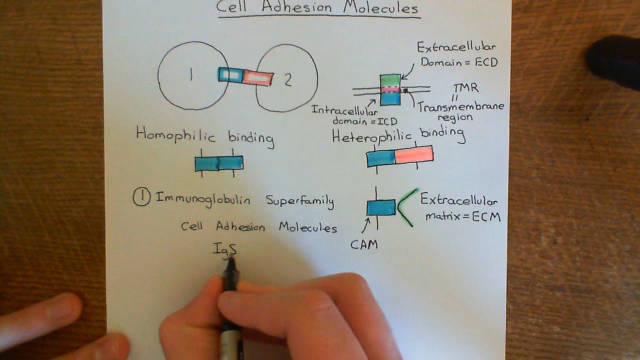 Cell Adhesion Molecules
1
2
Extracellular
Domain = ECD
TMR
"
Transmembrane
region
Intracellular
domain = ICD
Homophilic binding
Heterophilic binding
1 Immunoglobulin Superfamily
Cell Adhesion Molecules
IgS
Extracellular
matrix = ECM
CAM